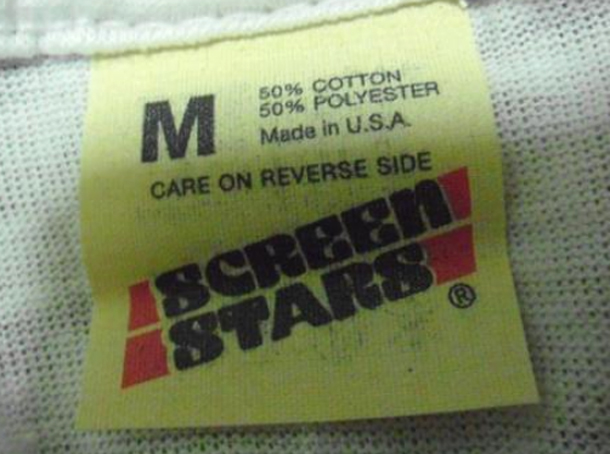 M
50% COTTON
50% POLYESTER
Made in U.S.A.
CARE ON REVERSE SIDE
SCREEN
STARS
®